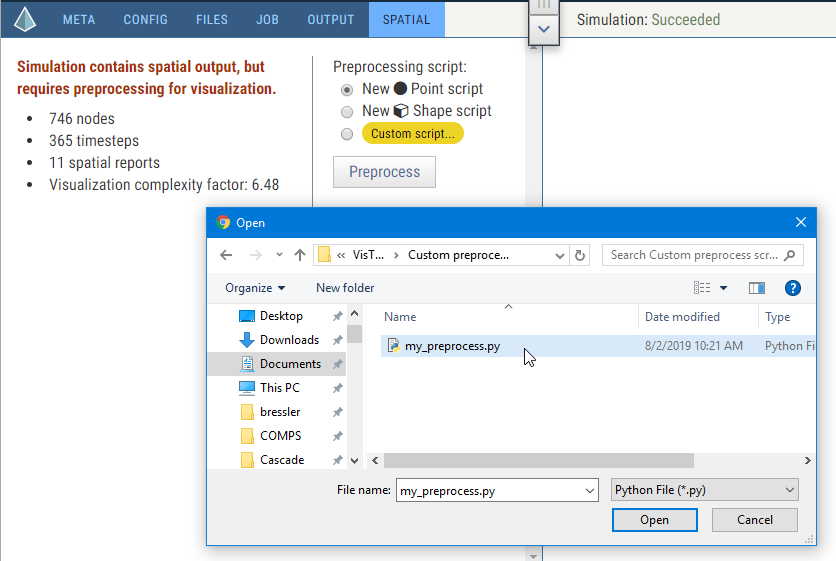 META CONFIG FILES JOB OUTPUT SPATIAL
Simulation: Succeeded
Simulation contains spatial output, but
requires preprocessing for visualization.
746 nodes
365 timesteps
11 spatial reports
Visualization complexity factor: 6.48
Preprocessing script:
New Point script
New Shape script
Custom script...
Preprocess
Open
« VisT... › Custom preproce...
Search Custom preprocess scr...
Organize New folder
?
Name Date modified Type
my_preprocess.py 8/2/2019 10:21 AM Python Fi
Desktop
Downloads
Documents
This PC
bressler
COMPS
Cascade
File name: my_preprocess.py Python File (*.py)
Open Cancel